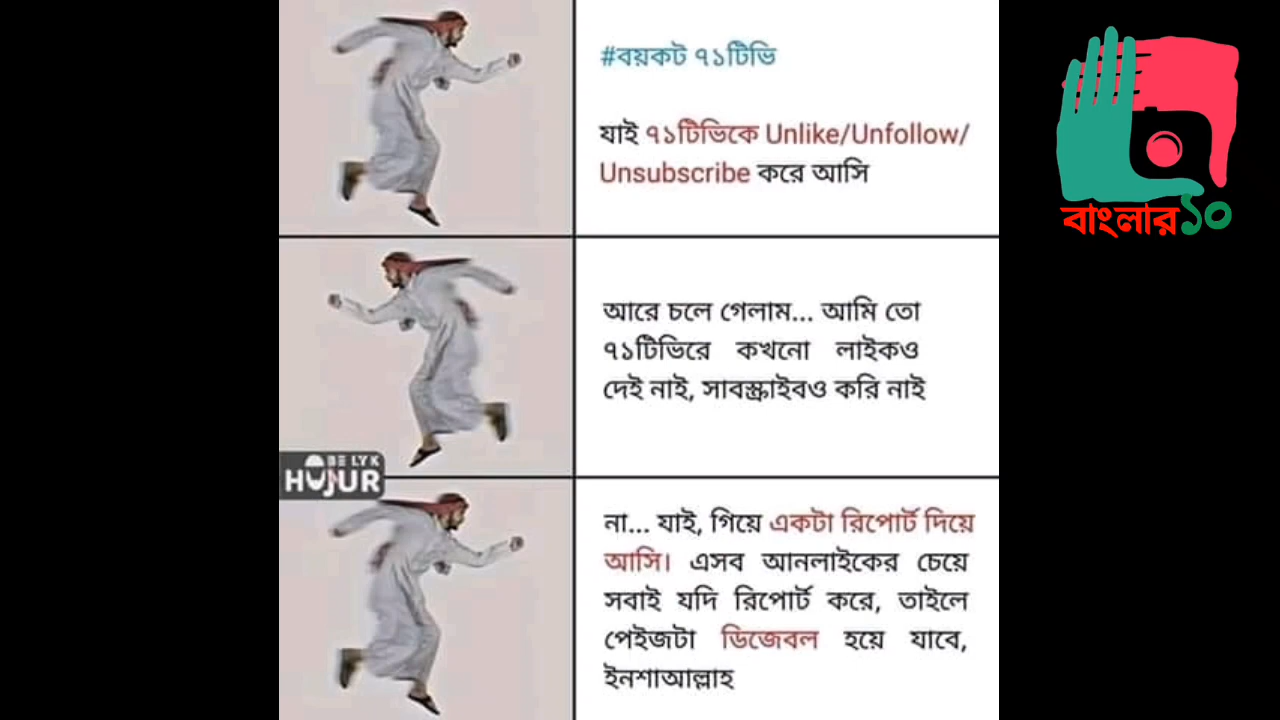 #বয়কট ৭১টিভি
যাই ৭১টিভিকে Unlike/Unfollow/
Unsubscribe করে আসি
বাংলার১০
আরে চলে গেলাম... আমি তো
৭১টিভিরে কখনো লাইকও
দেই নাই, সাবস্ক্রাইবও করি নাই
BE LYK
HUJUR
না... যাই, গিয়ে একটা রিপোর্ট দিয়ে
আসি। এসব আনলাইকের চেয়ে
সবাই যদি রিপোর্ট করে, তাইলে
পেইজটা ডিজেবল হয়ে যাবে,
ইনশাআল্লাহ